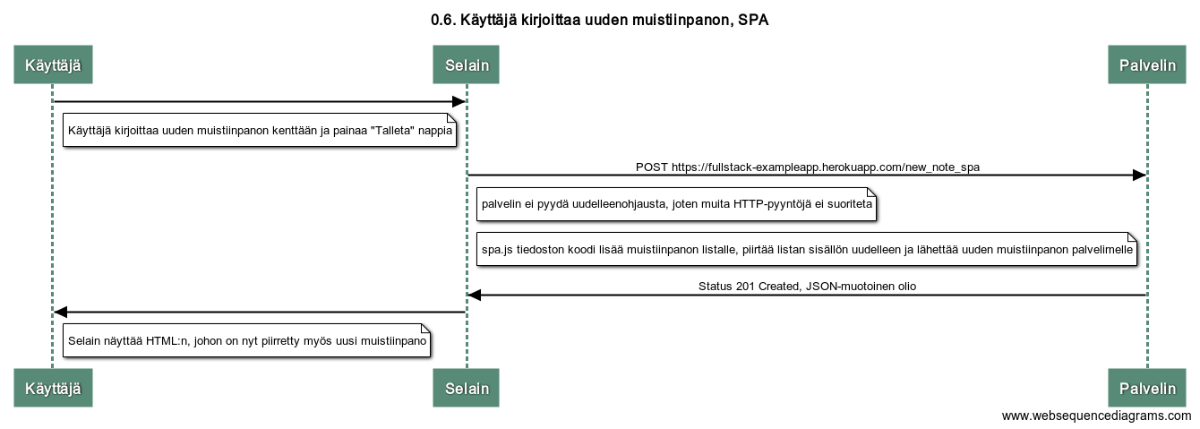 0.6. Käyttäjä kirjoittaa uuden muistiinpanon, SPA
Käyttäjä
Selain
Palvelin
Käyttäjä kirjoittaa uuden muistiinpanon kenttään ja painaa "Talleta" nappia
POST https://fullstack-exampleapp.herokuapp.com/new_note_spa
palvelin ei pyydä uudelleenohjausta, joten muita HTTP-pyyntöjä ei suoriteta
spa.js tiedoston koodi lisää muistiinpanon listalle, piirtää listan sisällön uudelleen ja lähettää uuden muistiinpanon palvelimelle
Status 201 Created, JSON-muotoinen olio
Selain näyttää HTML:n, johon on nyt piirretty myös uusi muistiinpano
Käyttäjä
Selain
Palvelin
www.websequencediagrams.com